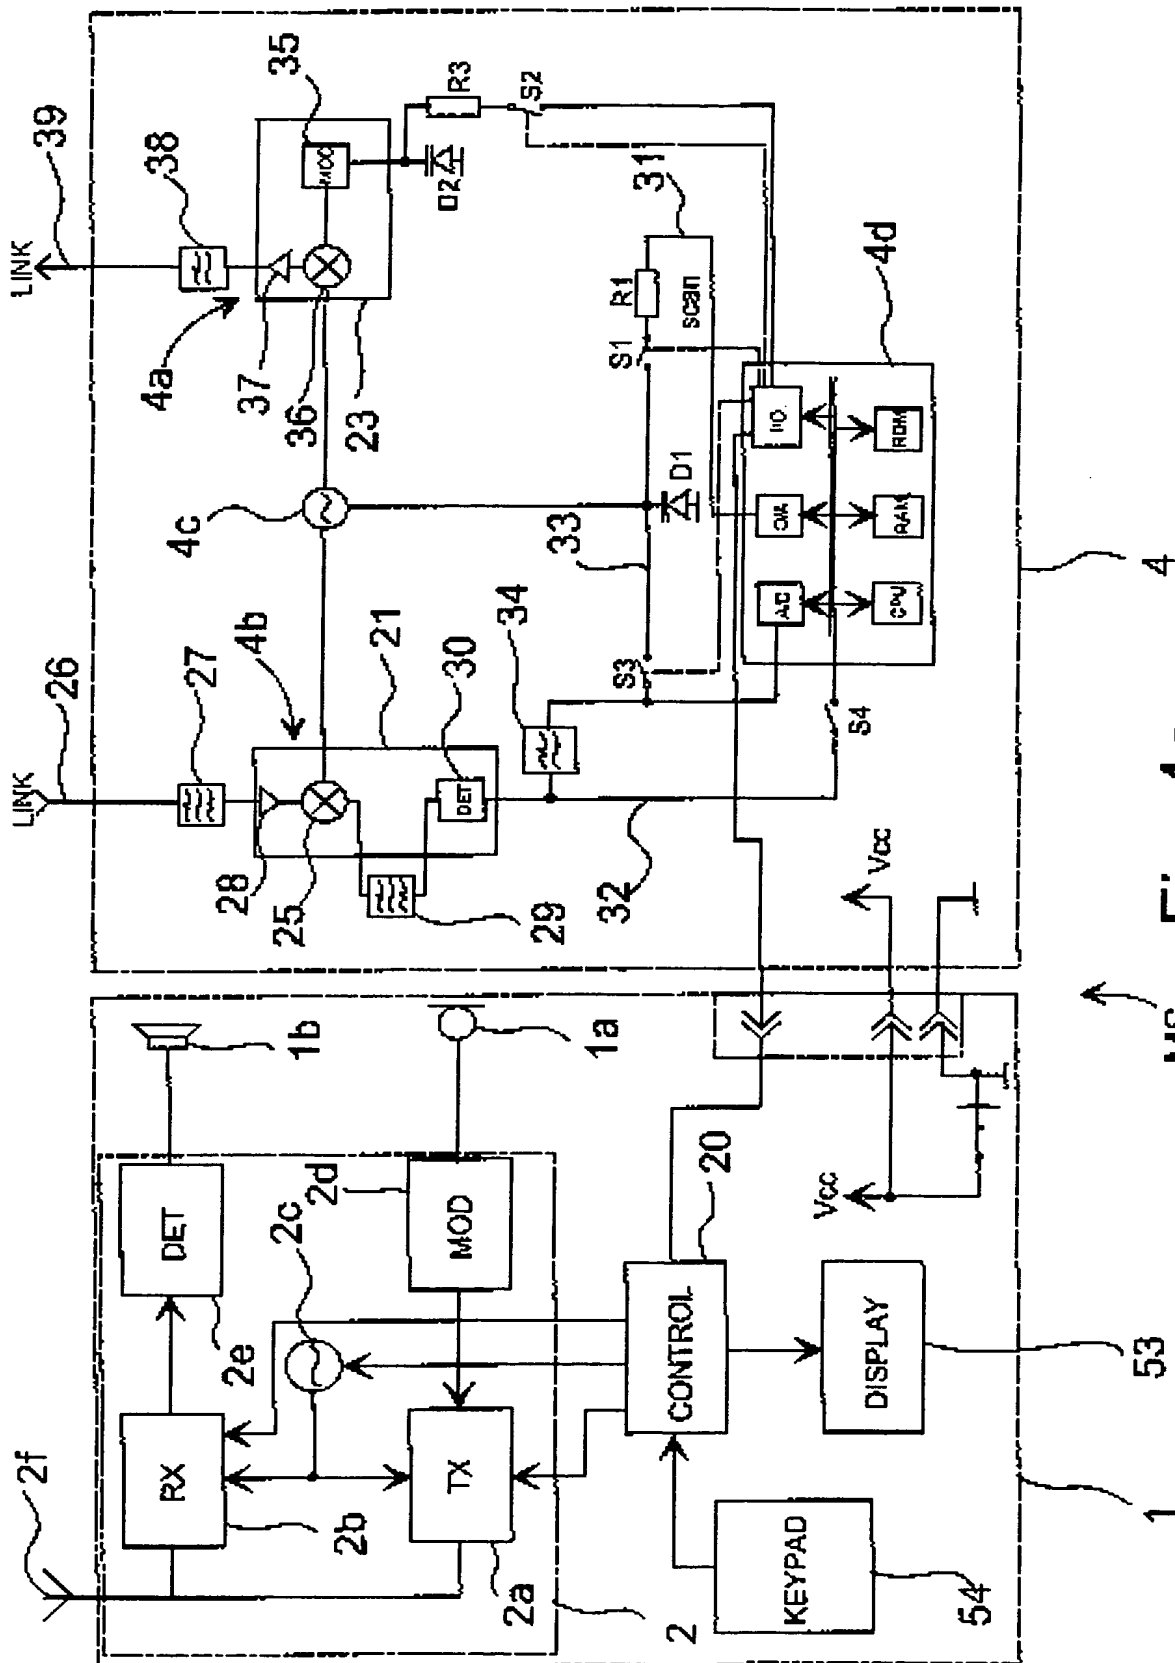 LINK
26
27
28
25
4b
21
30
DET
29
32
34
33
4c
LINK
39
38
4a
37
36
23
35
MOD
R3
D2
S2
31
R1
scan
S1
D1
S3
S4
4d
I/O
D/A
A/D
ROM
RAM
CPU
4
Vcc
2f
RX
2b
DET
2e
1b
2c
2d
MOD
1a
TX
2a
2
CONTROL
20
KEYPAD
54
DISPLAY
53
Vcc
1